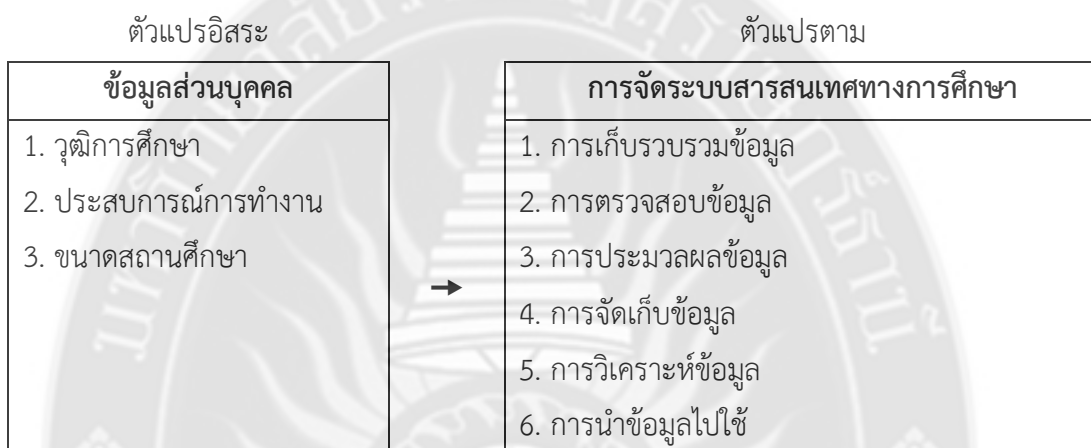 ตัวแปรอิสระ
ตัวแปรตาม
ข้อมูลส่วนบุคคล
1. วุฒิการศึกษา
2. ประสบการณ์การทำงาน
3. ขนาดสถานศึกษา
การจัดระบบสารสนเทศทางการศึกษา
1. การเก็บรวบรวมข้อมูล
2. การตรวจสอบข้อมูล
3. การประมวลผลข้อมูล
4. การจัดเก็บข้อมูล
5. การวิเคราะห์ข้อมูล
6. การนำข้อมูลไปใช้